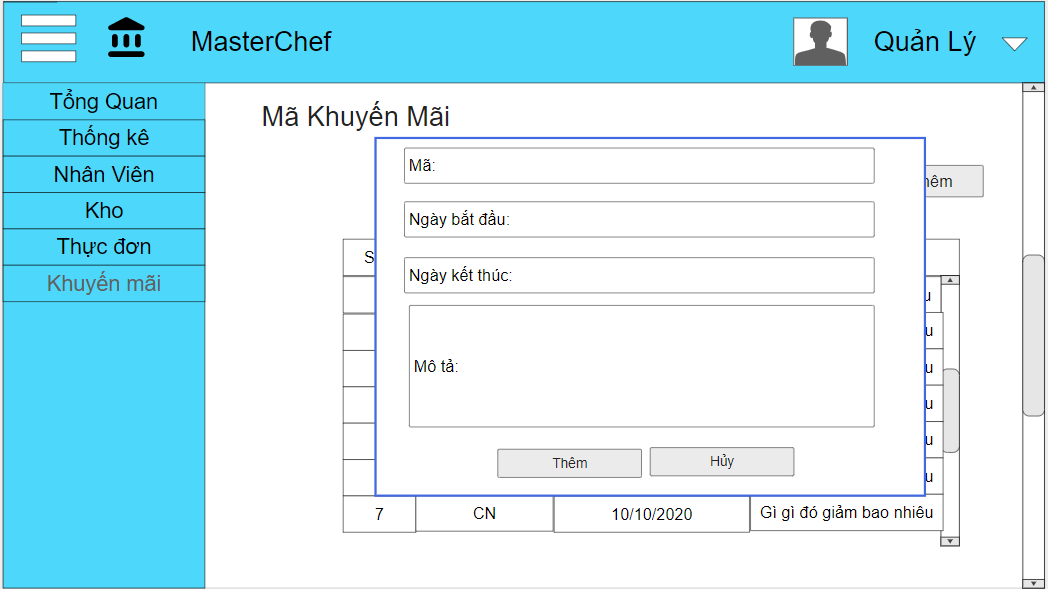 MasterChef
Quản Lý
Tổng Quan
Thống kê
Nhân Viên
Kho
Thực đơn
Khuyến mãi
Mã Khuyến Mãi
Mã:
Ngày bắt đầu:
Ngày kết thúc:
Mô tả:
Thêm
Hủy
7
CN
10/10/2020
Gì gì đó giảm bao nhiêu